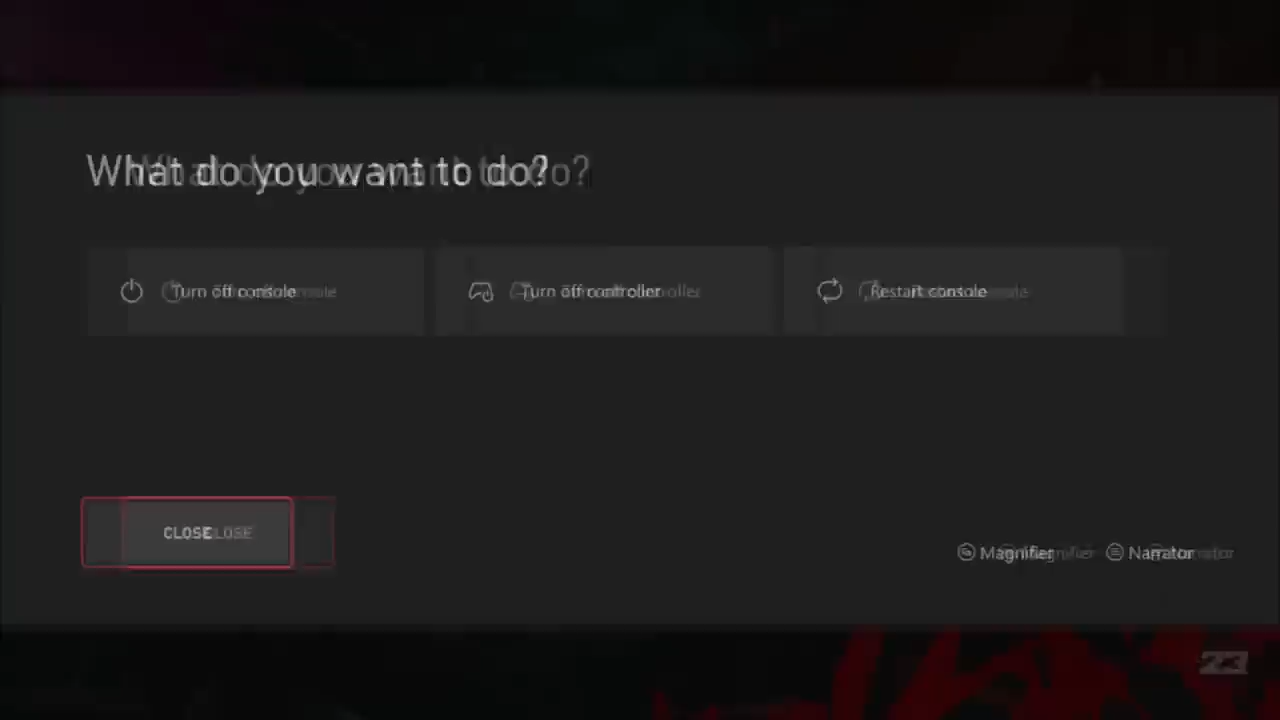 What do you want to do?
Turn off console
Turn off controller
Restart console
CLOSE
Magnifier
Narrator